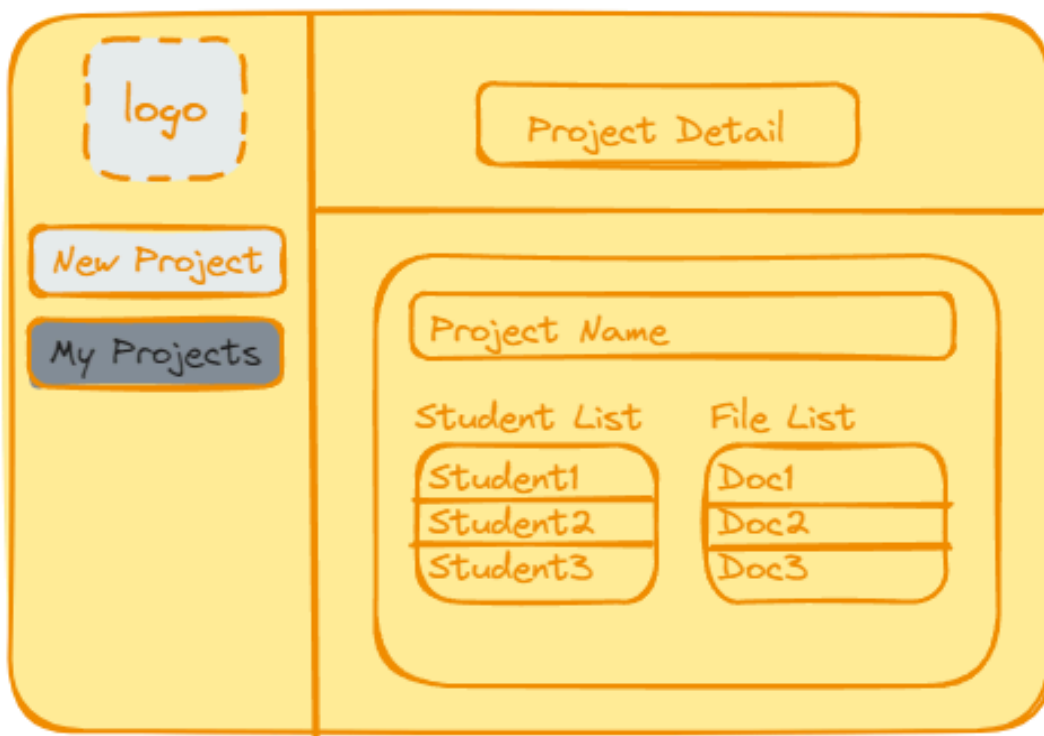 logo
New Project
My Projects
Project Detail
Project Name
Student List
Student1
Student2
Student3
File List
Doc1
Doc2
Doc3